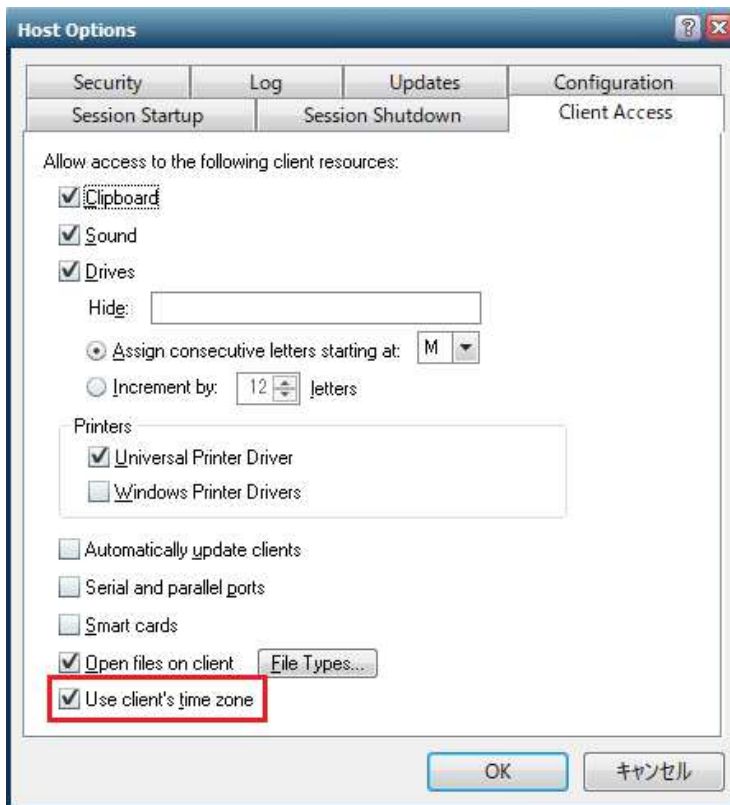 Host Options
Security Log Updates Configuration
Session Startup Session Shutdown Client Access
Allow access to the following client resources:
Clipboard
Sound
Drives
Hide:
Assign consecutive letters starting at: M
Increment by: 12 letters
Printers
Universal Printer Driver
Windows Printer Drivers
Automatically update clients
Serial and parallel ports
Smart cards
Open files on client File Types...
Use client's time zone
OK キャンセル